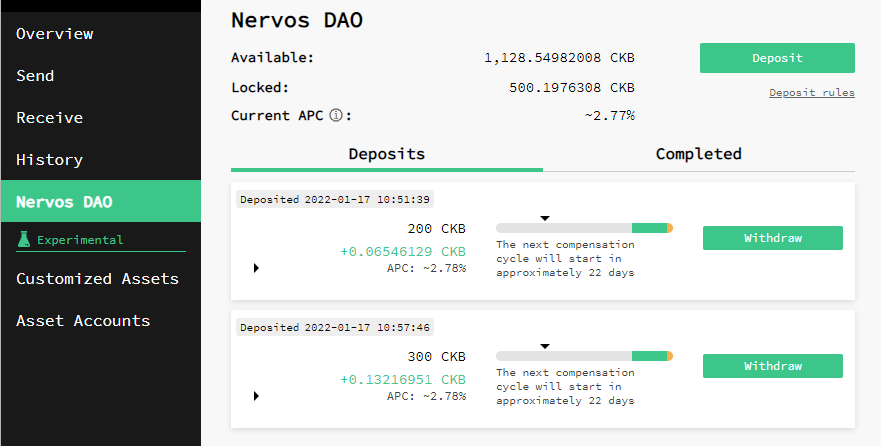 Overview
Send
Receive
History
Nervos DAO
Experimental
Customized Assets
Asset Accounts
Nervos DAO
Available: 1,128.54982008 CKB
Deposit
Locked: 500.1976308 CKB
Deposit rules
Current APC ⓘ: ~2.77%
Deposits Completed
Deposited 2022-01-17 10:51:39
200 CKB
+0.06546129 CKB
APC: ~2.78%
The next compensation
cycle will start in
approximately 22 days
Withdraw
Deposited 2022-01-17 10:57:46
300 CKB
+0.13216951 CKB
APC: ~2.78%
The next compensation
cycle will start in
approximately 22 days
Withdraw